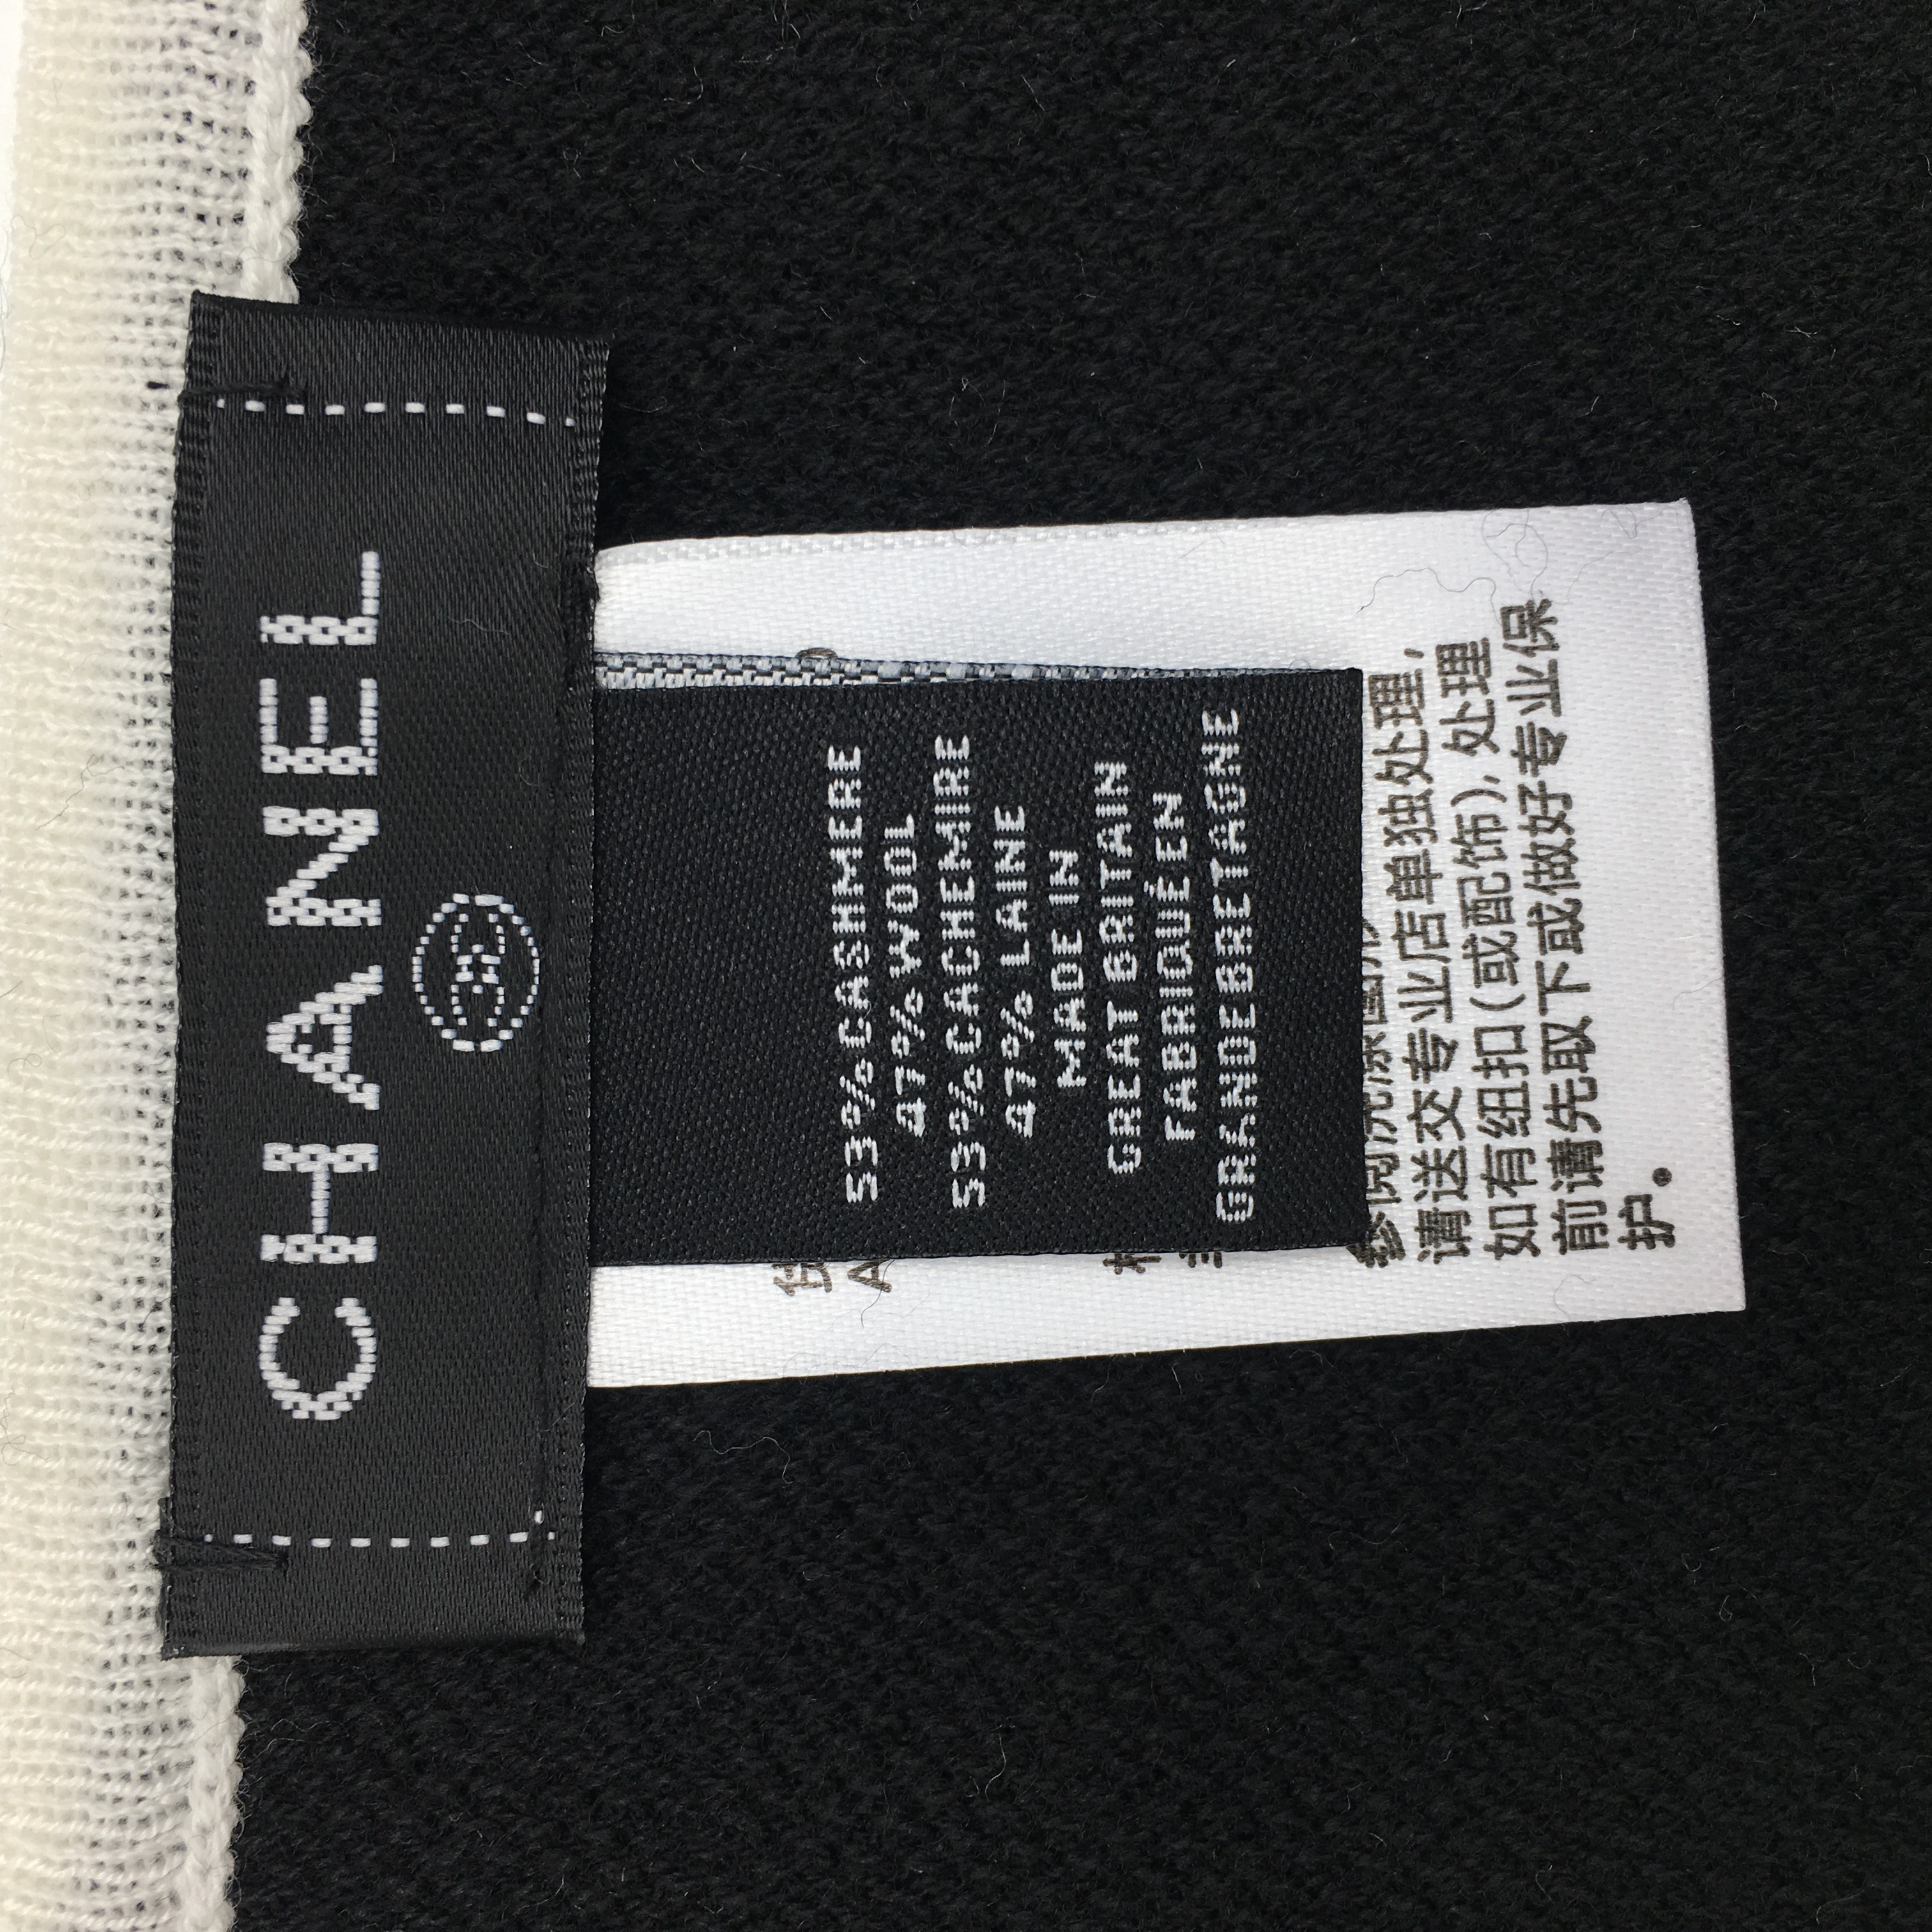 CHANEL
53% CASHMERE
47% WOOL
53% CACHEMIRE
47% LAINE
MADE IN
GREAT BRITAIN
FABRIQUÉ EN
GRANDE BRETAGNE
请送交专业店单独处理,
如有纽扣(或配饰),处理
前请先取下或做好专业保
护。